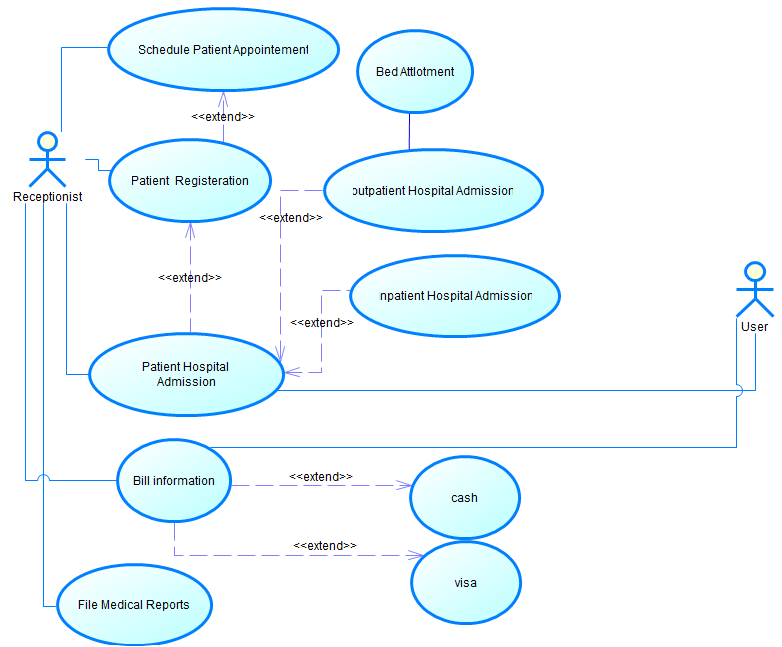 Schedule Patient Appointement
Bed Attlotment
<<extend>>
Receptionist
Patient Registeration
outpatient Hospital Admission
<<extend>>
<<extend>>
User
npatient Hospital Admission
<<extend>>
Patient Hospital
Admission
Bill information
<<extend>>
cash
<<extend>>
visa
File Medical Reports